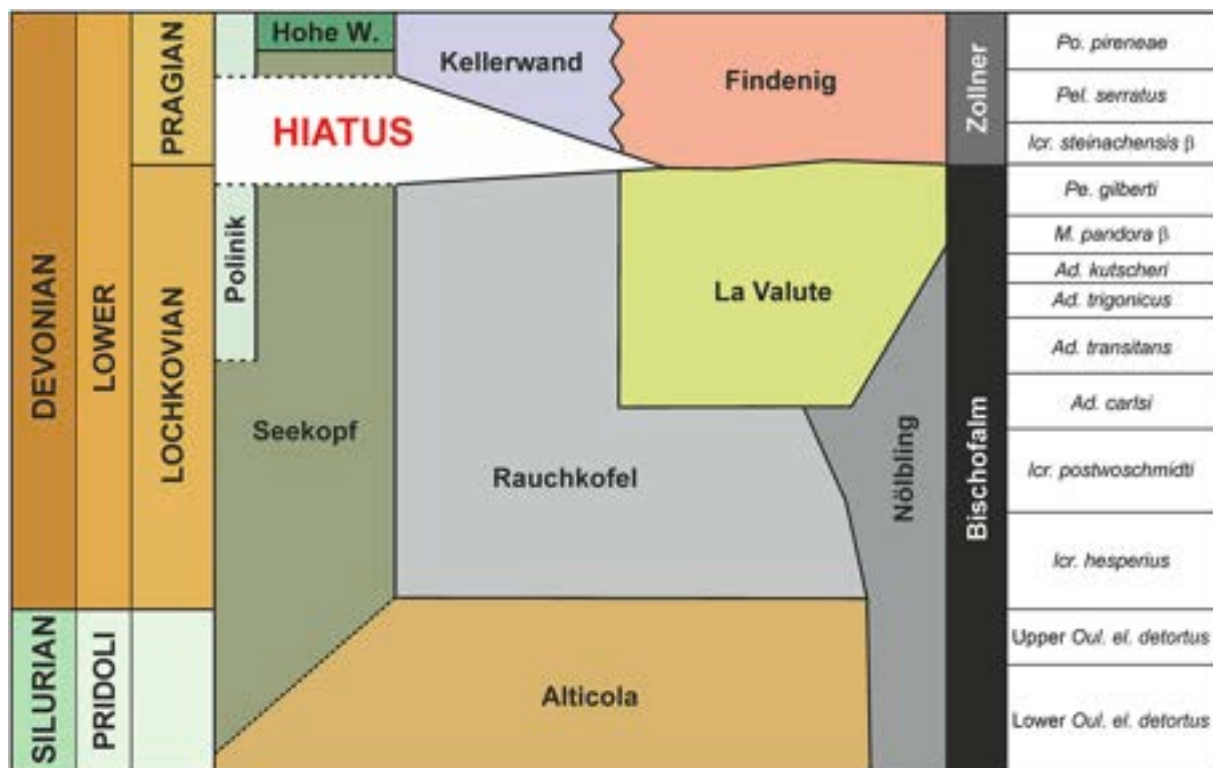 DEVONIAN
SILURIAN
LOWER
PRIDOLI
PRAGIAN
LOCHKOVIAN
Hohe W.
Kellerwand
Findenig
HIATUS
Polinik
Seekopf
Rauchkofel
La Valute
Nölbling
Alticola
Zollner
Bischofalm
Po. pireneae
Pel. serratus
Icr. steinachensis β
Pe. gilberti
M. pandora β
Ad. kutscheri
Ad. trigonicus
Ad. transitans
Ad. carlsi
Icr. postwoschmidti
Icr. hesperius
Upper Oul. el. detortus
Lower Oul. el. detortus